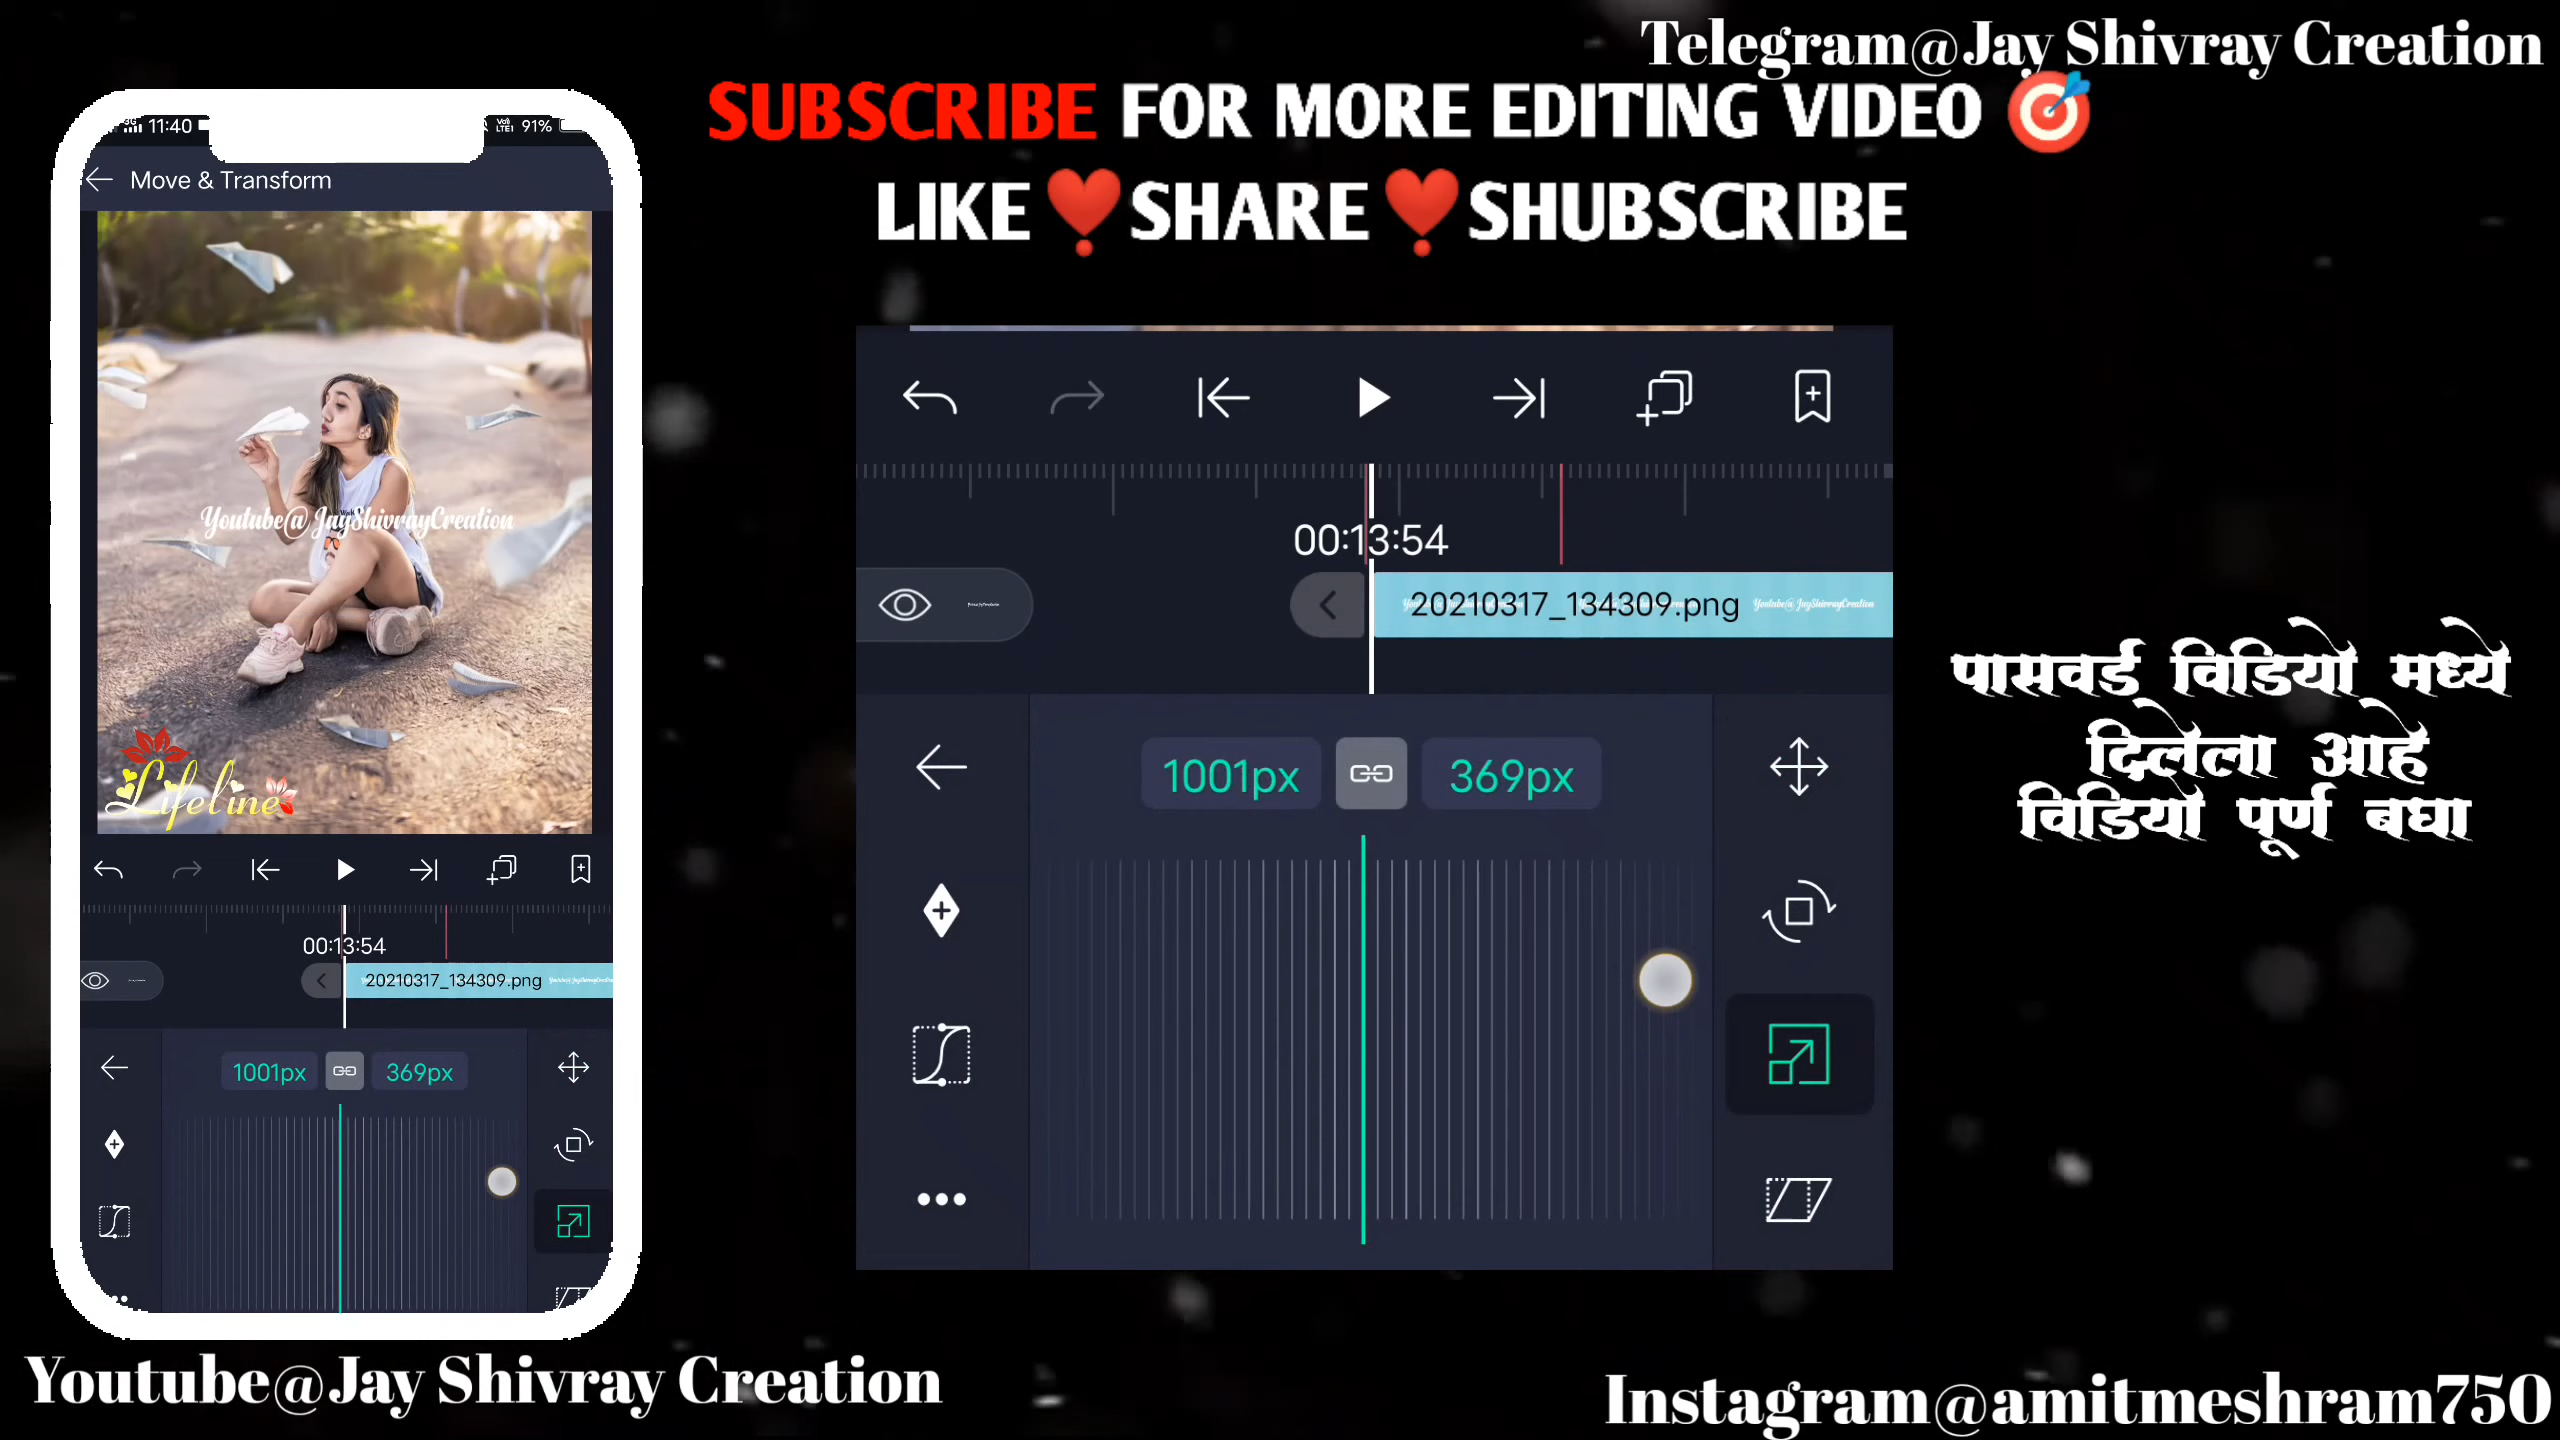 Telegram@Jay Shivray Creation
SUBSCRIBE FOR MORE EDITING VIDEO
LIKE SHARE SHUBSCRIBE
11:40
91%
Move & Transform
Youtube@JayShivrayCreation
Lifeline
00:13:54
20210317_134309.png
1001px 369px
00:13:54
20210317_134309.png
Youtube@JayShivrayCreation
1001px 369px
पासवर्ड विडियो मध्ये
दिलेला आहे
विडियो पूर्ण बघा
Youtube@Jay Shivray Creation
Instagram@amitmeshram750